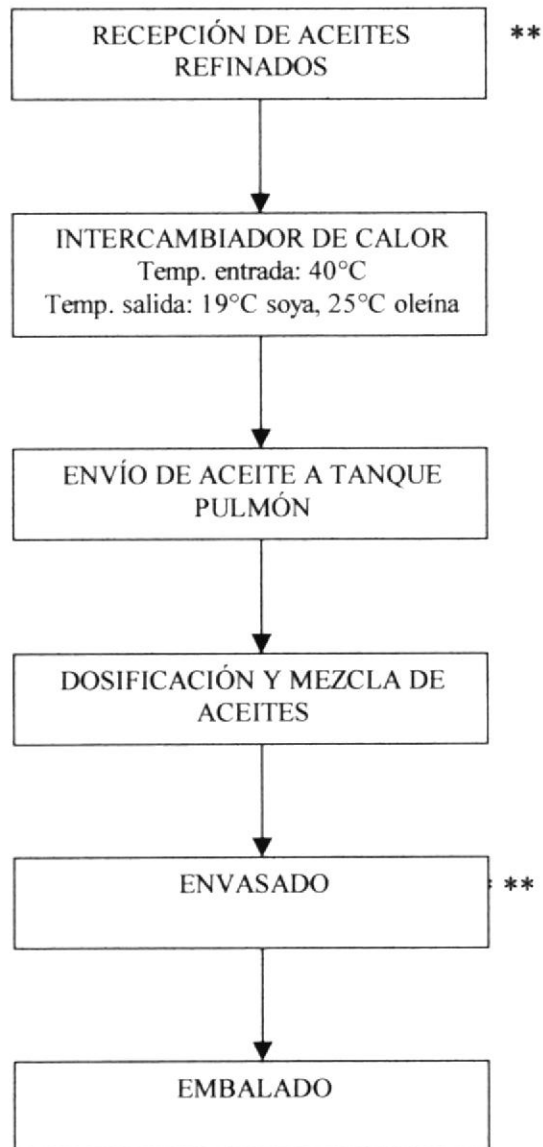 RECEPCIÓN DE ACEITES **
REFINADOS
INTERCAMBIADOR DE CALOR
Temp. entrada: 40°C
Temp. salida: 19°C soya, 25°C oleína
ENVÍO DE ACEITE A TANQUE
PULMÓN
DOSIFICACIÓN Y MEZCLA DE
ACEITES
ENVASADO **
EMBALADO